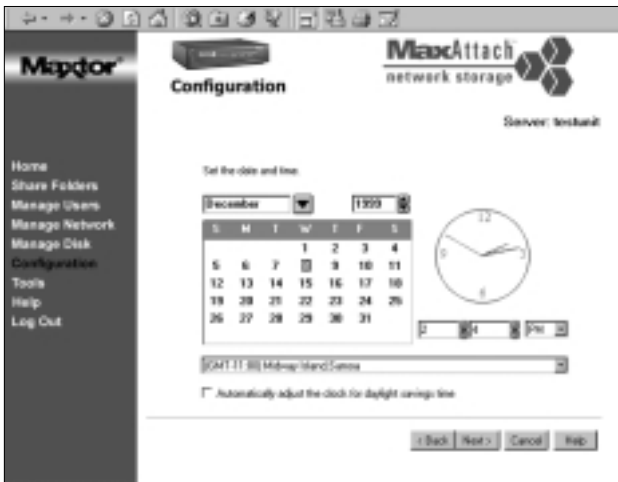 Maxtor
MaxAttach
network storage
Configuration
Server: testunit
Home
Share Folders
Manage Users
Manage Network
Manage Disk
Configuration
Tools
Help
Log Out
Set the date and time.
December 1999
S M T W T F S
1 2 3 4
5 6 7 8 9 10 11
12 13 14 15 16 17 18
19 20 21 22 23 24 25
26 27 28 29 30 31
12
3
6
9
2 4 PM
(GMT-11:00) Midway Island Samoa
Automatically adjust the clock for daylight savings time
< Back Next > Cancel Help